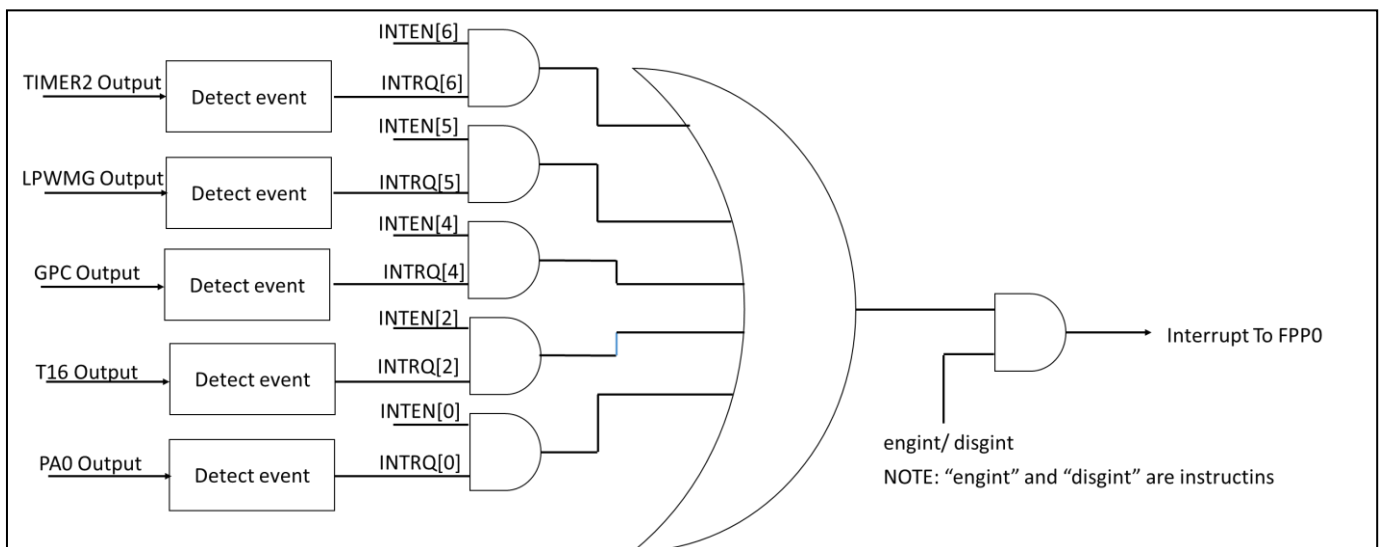 INTEN[6]
TIMER2 Output
Detect event
INTRQ[6]
INTEN[5]
LPWMG Output
Detect event
INTRQ[5]
INTEN[4]
GPC Output
Detect event
INTRQ[4]
INTEN[2]
T16 Output
Detect event
INTRQ[2]
INTEN[0]
PA0 Output
Detect event
INTRQ[0]
Interrupt To FPP0
engint/ disgint
NOTE: “engint” and “disgint” are instructins